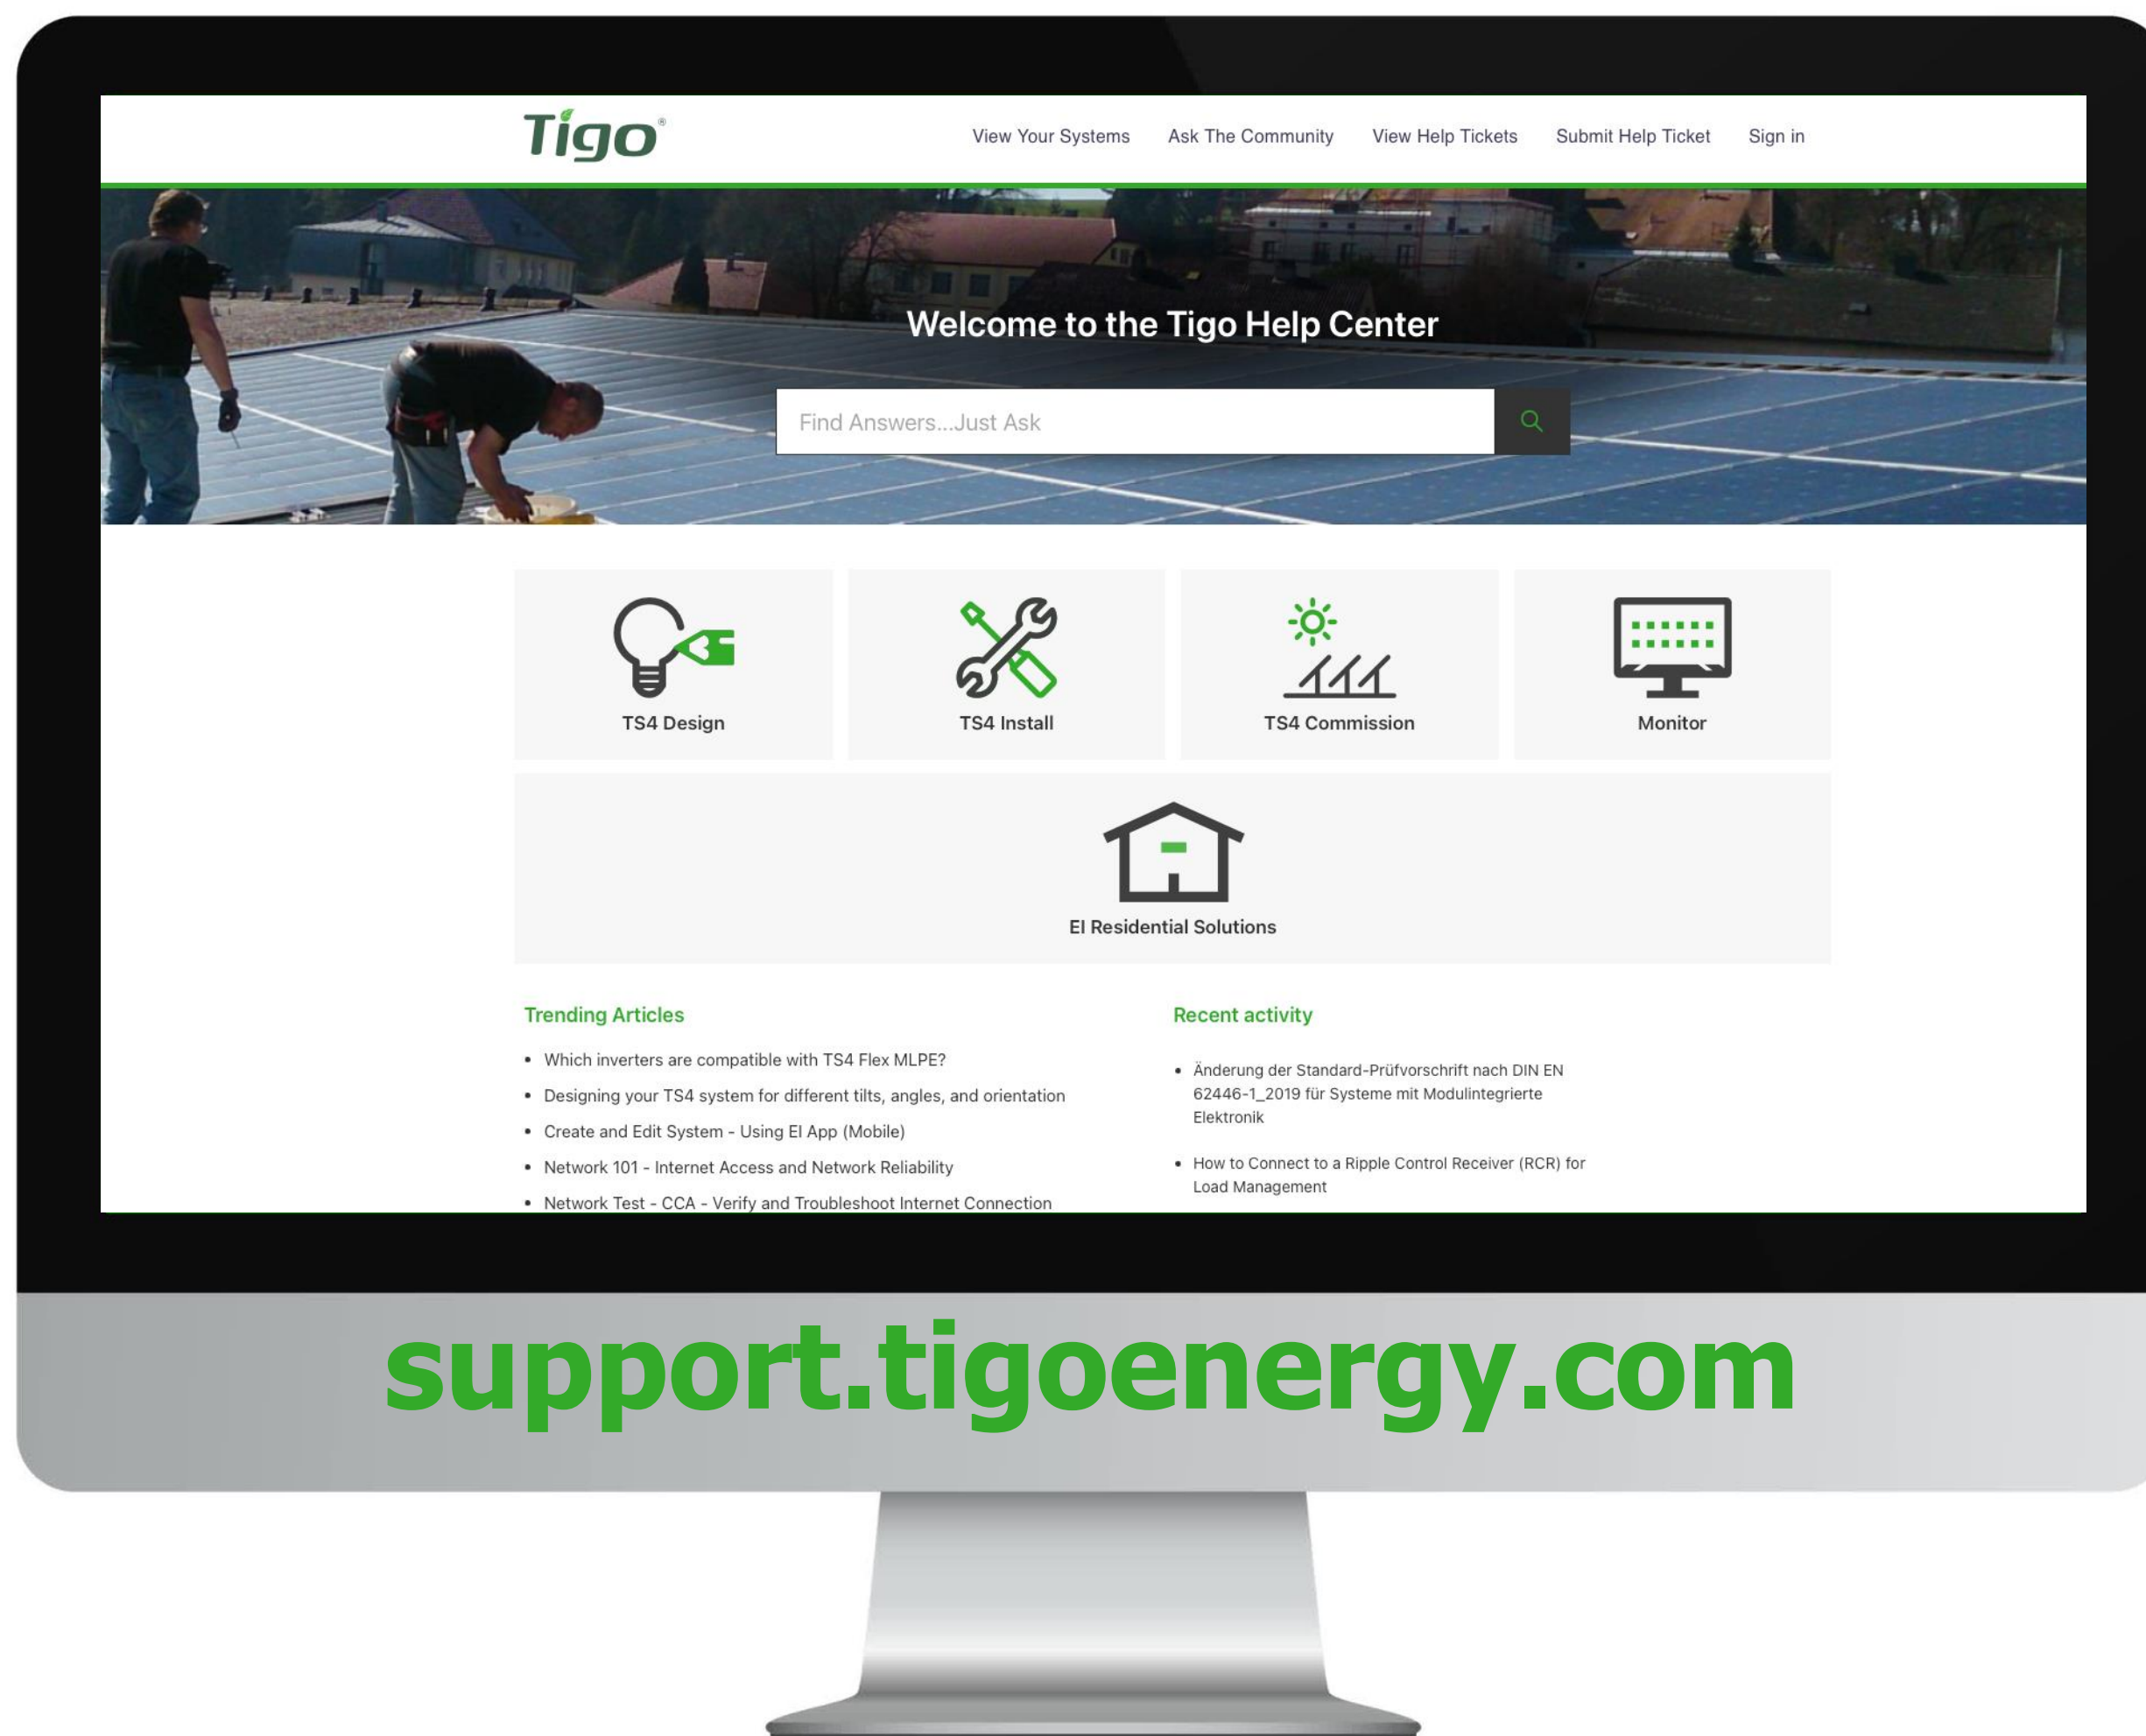 Tigo®
View Your Systems Ask The Community View Help Tickets Submit Help Ticket Sign in
Welcome to the Tigo Help Center
Find Answers...Just Ask
TS4 Design
TS4 Install
TS4 Commission
Monitor
EI Residential Solutions
Trending Articles
• Which inverters are compatible with TS4 Flex MLPE?
• Designing your TS4 system for different tilts, angles, and orientation
• Create and Edit System - Using EI App (Mobile)
• Network 101 - Internet Access and Network Reliability
• Network Test - CCA - Verify and Troubleshoot Internet Connection
Recent activity
• Änderung der Standard-Prüfvorschrift nach DIN EN
62446-1_2019 für Systeme mit Modulintegrierte
Elektronik
• How to Connect to a Ripple Control Receiver (RCR) for
Load Management
support.tigoenergy.com